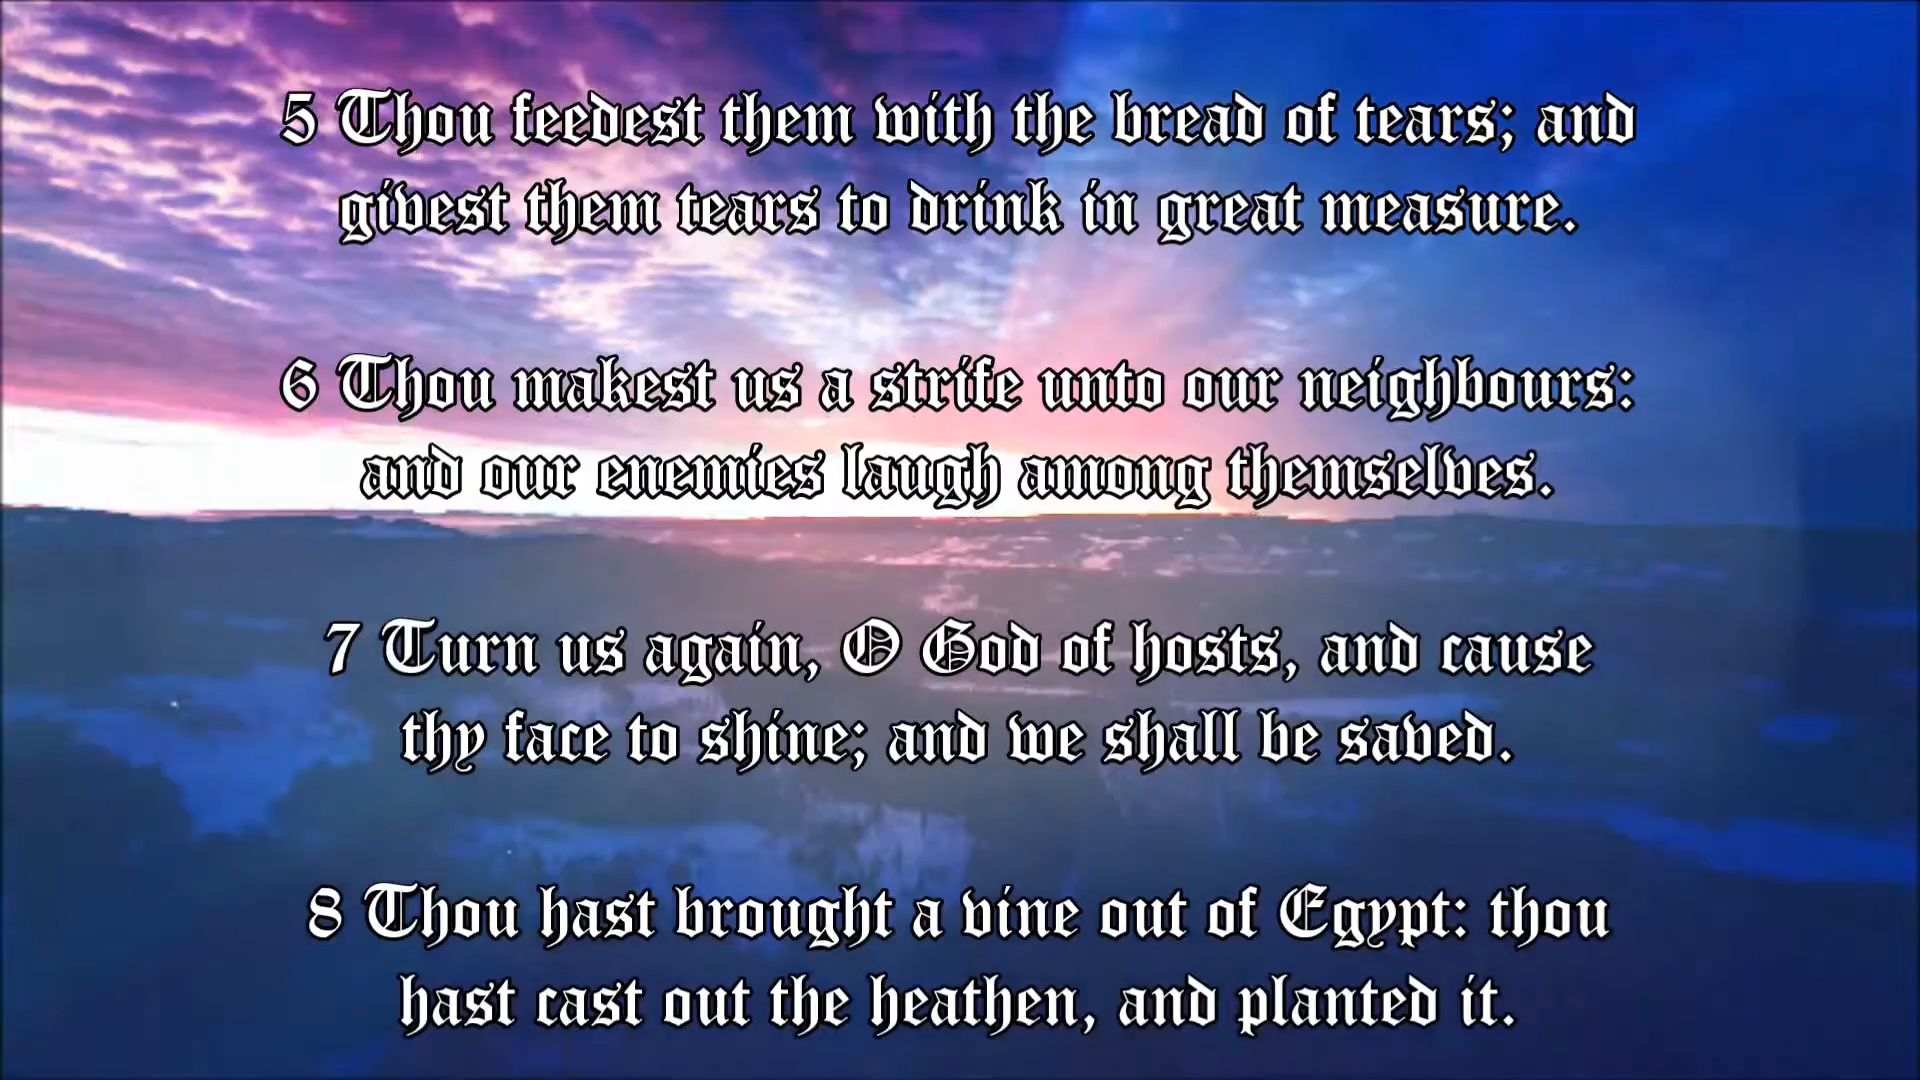 5 Thou feedest them with the bread of tears; and
givest them tears to drink in great measure.
6 Thou makest us a strife unto our neighbours:
and our enemies laugh among themselves.
7 Turn us again, O God of hosts, and cause
thy face to shine; and we shall be saved.
8 Thou hast brought a vine out of Egypt: thou
hast cast out the heathen, and planted it.